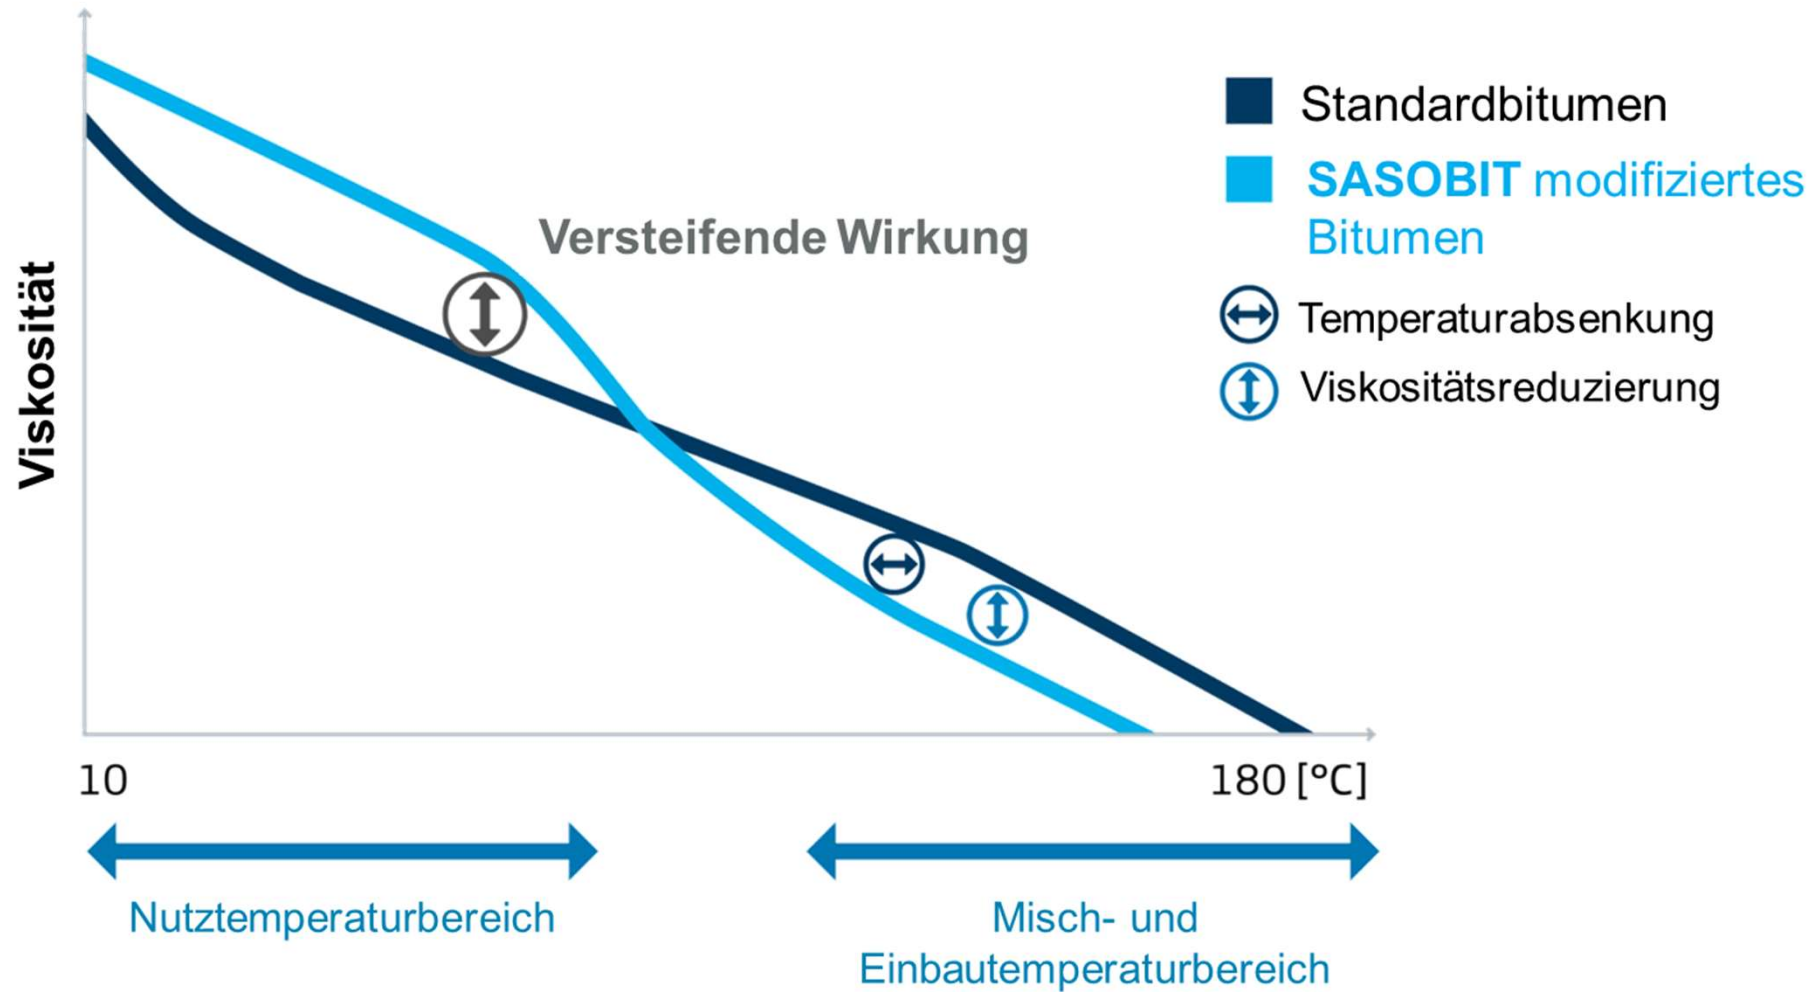 Standardbitumen
SASOBIT modifiziertes
Bitumen
Versteifende Wirkung
Temperaturabsenkung
Viskositätsreduzierung
Viskosität
10
180 [°C]
Nutztemperaturbereich
Misch- und
Einbautemperaturbereich